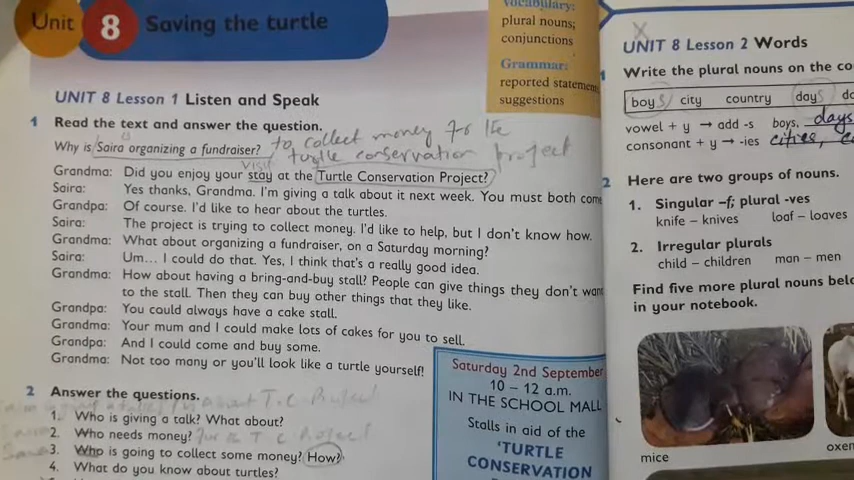 Unit 8 Saving the turtle
Vocabulary:
plural nouns;
conjunctions
Grammar:
reported statements
suggestions
UNIT 8 Lesson 1 Listen and Speak
1 Read the text and answer the question.
Why is Saira organizing a fundraiser? to collect money for the
turtle conservation project
visit
Grandma: Did you enjoy your stay at the Turtle Conservation Project?
Saira: Yes thanks, Grandma. I'm giving a talk about it next week. You must both come
Grandpa: Of course. I'd like to hear about the turtles.
Saira: The project is trying to collect money. I'd like to help, but I don't know how.
Grandma: What about organizing a fundraiser, on a Saturday morning?
Saira: Um... I could do that. Yes, I think that's a really good idea.
Grandma: How about having a bring-and-buy stall? People can give things they don't want
to the stall. Then they can buy other things that they like.
Grandpa: You could always have a cake stall.
Grandma: Your mum and I could make lots of cakes for you to sell.
Grandpa: And I could come and buy some.
Grandma: Not too many or you'll look like a turtle yourself!
2 Answer the questions.
about T.C Project
1. Who is giving a talk? What about?
2. Who needs money? T C Project
3. Who is going to collect some money? How?
4. What do you know about turtles?
Saturday 2nd September
10 – 12 a.m.
IN THE SCHOOL MALL
Stalls in aid of the
'TURTLE
CONSERVATION
UNIT 8 Lesson 2 Words
1 Write the plural nouns on the
boys city country days
vowel + y → add -s boys, days
consonant + y → -ies cities,
2 Here are two groups of nouns.
1. Singular –f; plural -ves
knife – knives loaf – loaves
2. Irregular plurals
child – children man – men
Find five more plural nouns
in your notebook.
mice
oxen